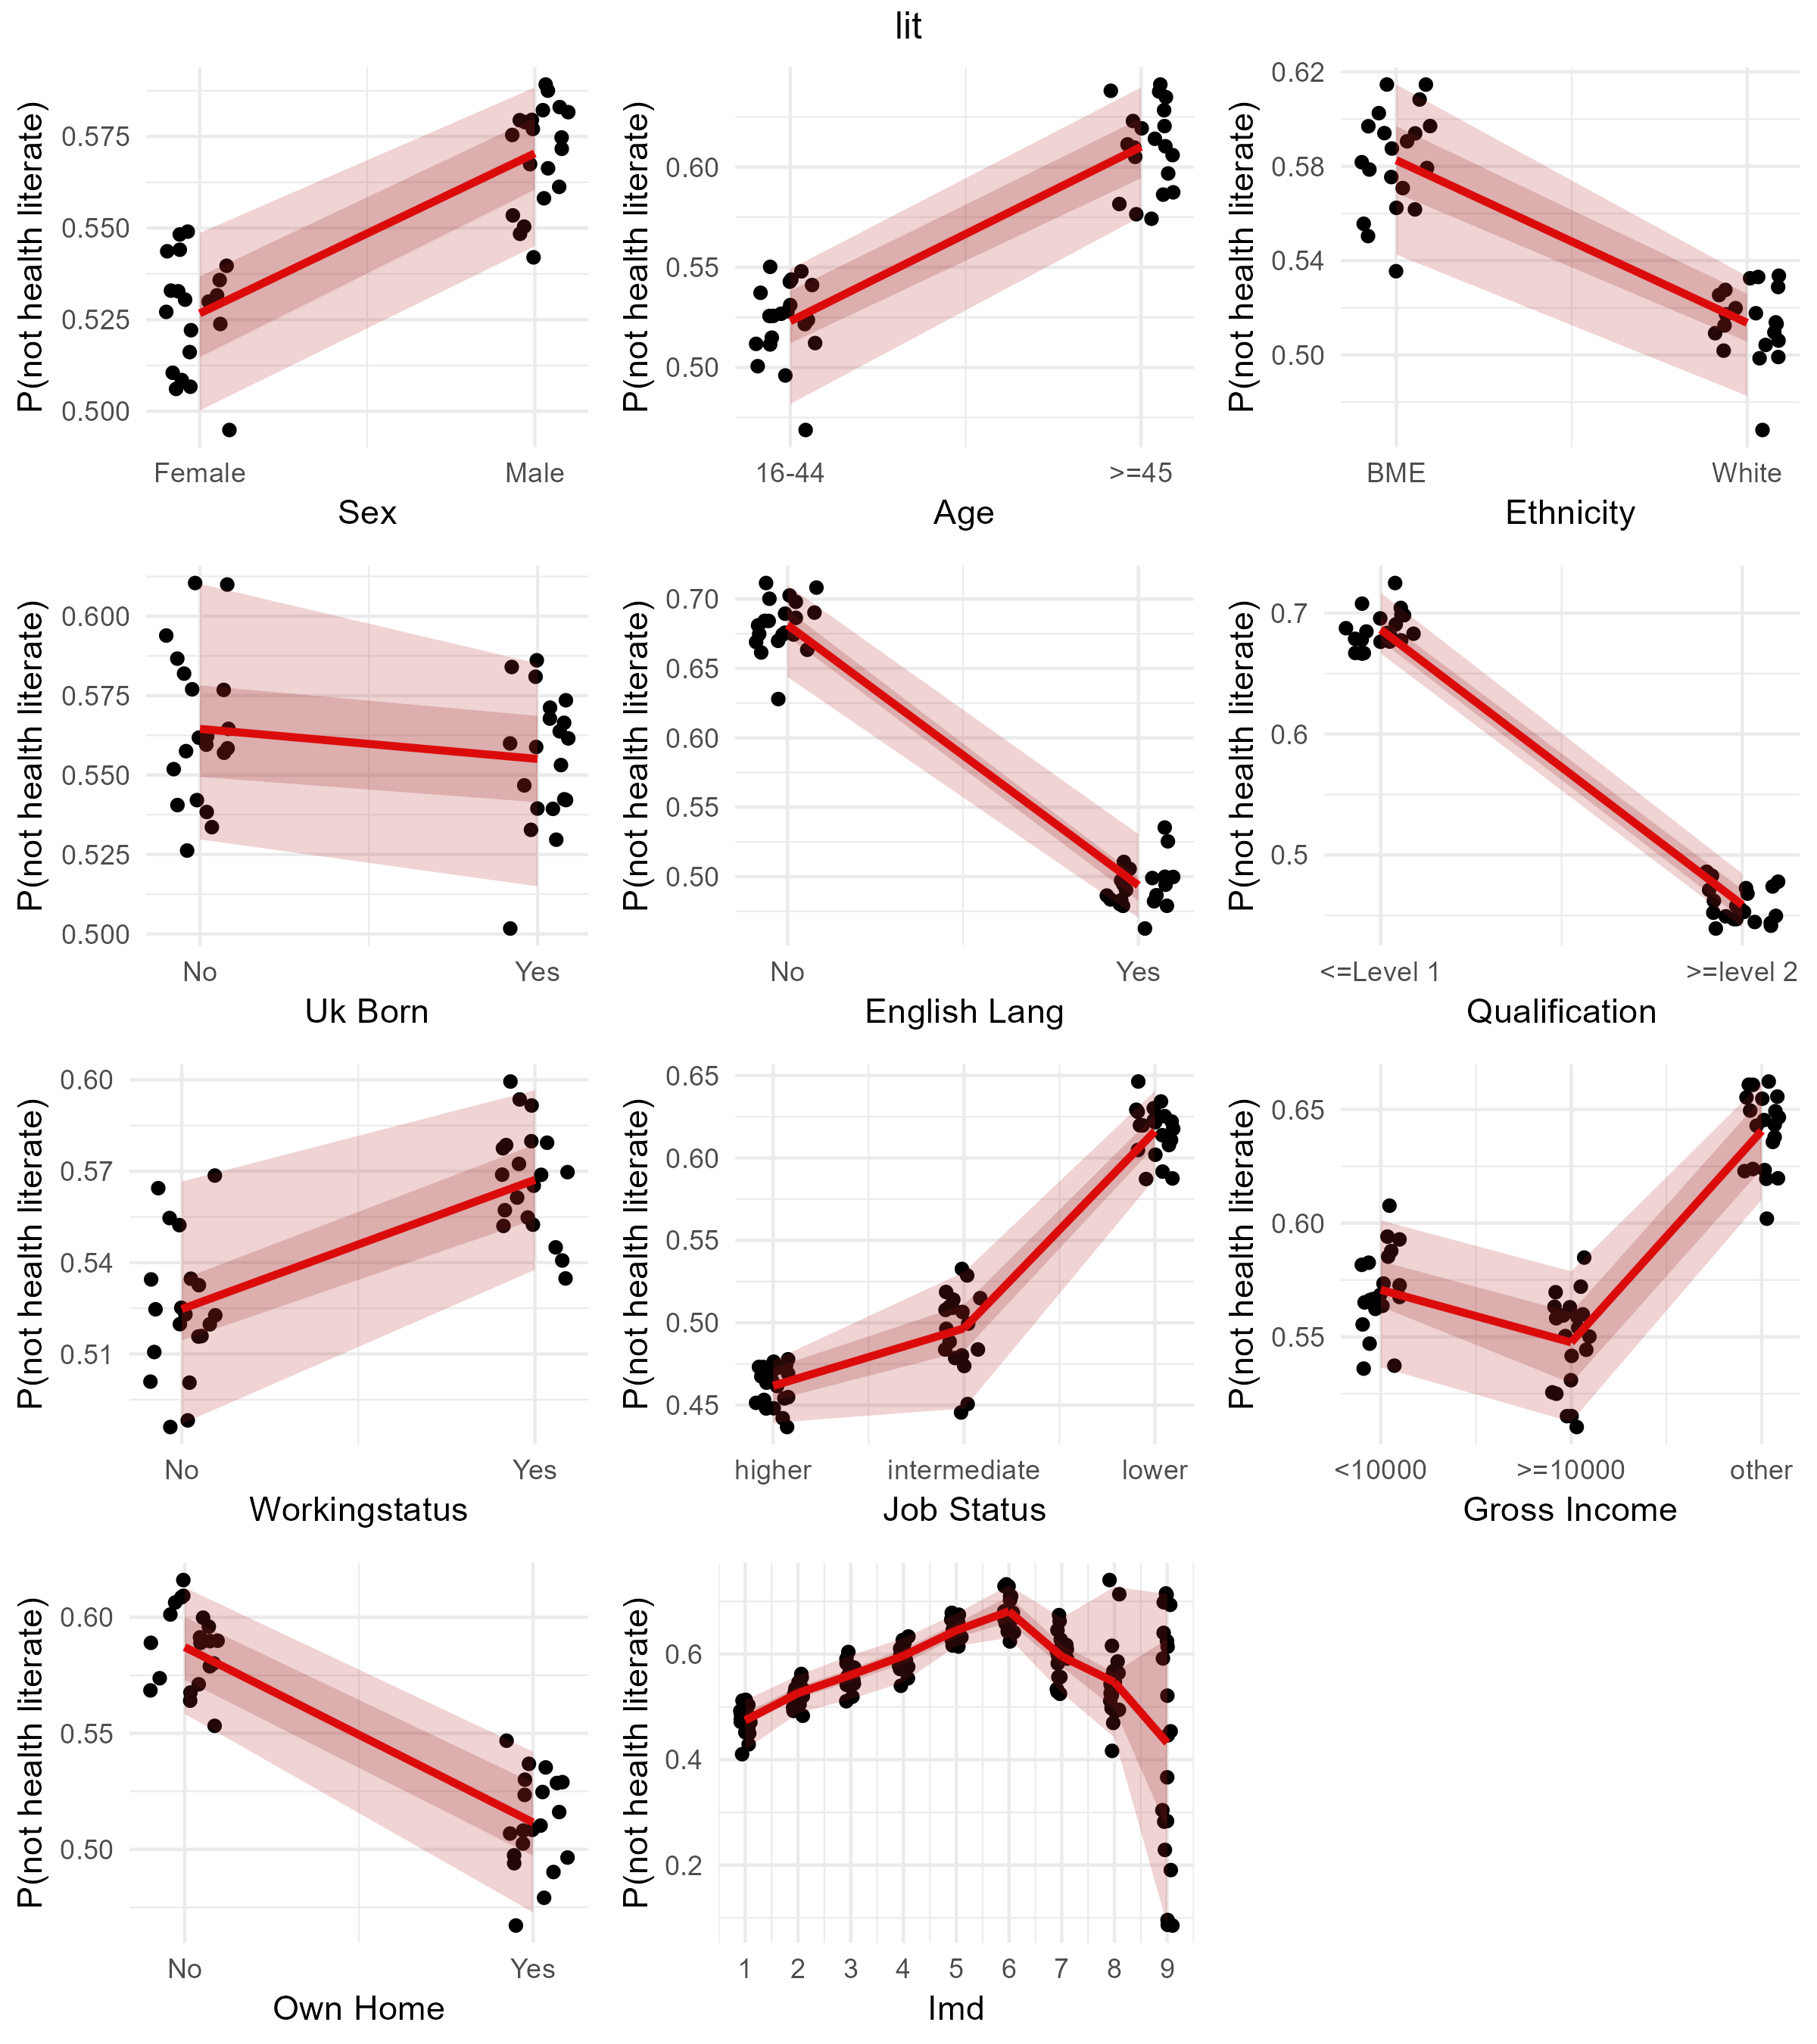 lit
P(not health literate)
0.575
0.550
0.525
0.500
Female
Male
Sex
P(not health literate)
0.60
0.55
0.50
16-44
>=45
Age
P(not health literate)
0.62
0.58
0.54
0.50
BME
White
Ethnicity
P(not health literate)
0.600
0.575
0.550
0.525
0.500
No
Yes
Uk Born
P(not health literate)
0.70
0.65
0.60
0.55
0.50
No
Yes
English Lang
P(not health literate)
0.7
0.6
0.5
<=Level 1
>=level 2
Qualification
P(not health literate)
0.60
0.57
0.54
0.51
No
Yes
Workingstatus
P(not health literate)
0.65
0.60
0.55
0.50
0.45
higher
intermediate
lower
Job Status
P(not health literate)
0.65
0.60
0.55
<10000
>=10000
other
Gross Income
P(not health literate)
0.60
0.55
0.50
No
Yes
Own Home
P(not health literate)
0.6
0.4
0.2
1 2 3 4 5 6 7 8 9
Imd